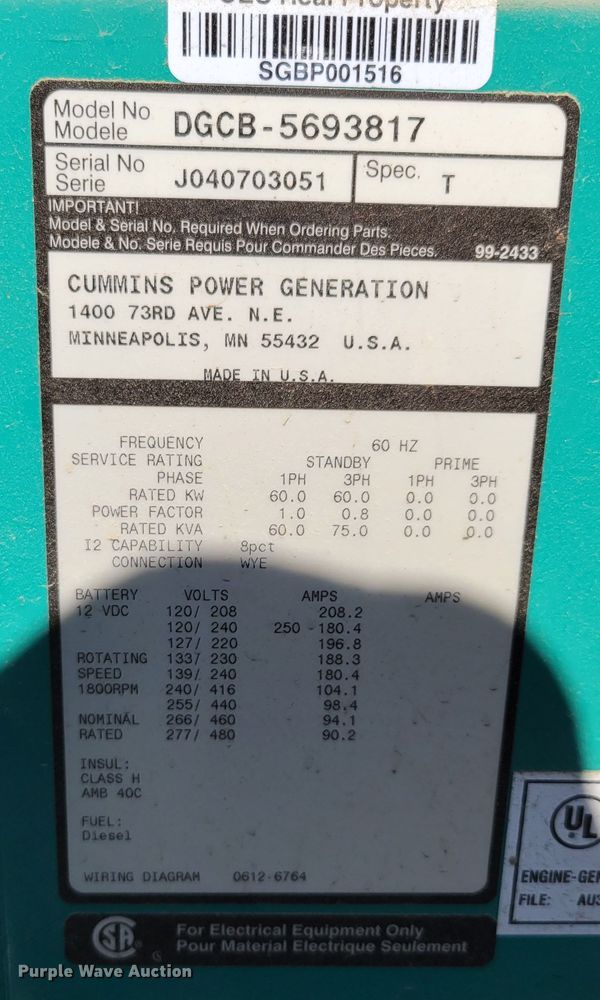 Real Property
SGBP001516
Model No
Modele
DGCB-5693817
Serial No
Serie
J040703051
Spec.
T
IMPORTANT!
Model & Serial No. Required When Ordering Parts.
Modele & No. Serie Requis Pour Commander Des Pieces.
99-2433
CUMMINS POWER GENERATION
1400 73RD AVE. N.E.
MINNEAPOLIS, MN 55432 U.S.A.
MADE IN U.S.A.
FREQUENCY 60 HZ
SERVICE RATING STANDBY PRIME
PHASE 1PH 3PH 1PH 3PH
RATED KW 60.0 60.0 0.0 0.0
POWER FACTOR 1.0 0.8 0.0 0.0
RATED KVA 60.0 75.0 0.0 0.0
I2 CAPABILITY 8pct
CONNECTION WYE
BATTERY VOLTS AMPS AMPS
12 VDC 120/ 208 208.2
120/ 240 250 -180.4
127/ 220 196.8
ROTATING 133/ 230 188.3
SPEED 139/ 240 180.4
1800RPM 240/ 416 104.1
255/ 440 98.4
NOMINAL 266/ 460 94.1
RATED 277/ 480 90.2
INSUL:
CLASS H
AMB 40C
FUEL:
Diesel
WIRING DIAGRAM 0612-6764
UL
ENGINE-GE
FILE: AU3
SA
For Electrical Equipment Only
Pour Material Electrique Seulement
Purple Wave Auction